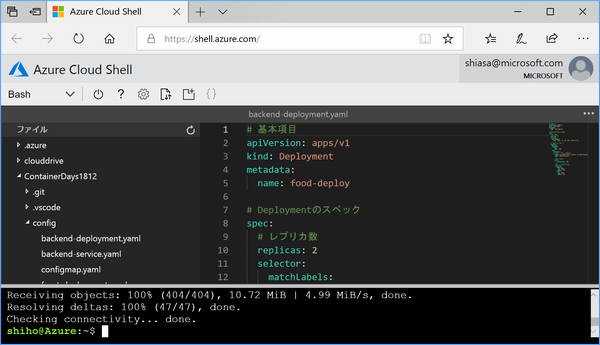 Azure Cloud Shell
https://shell.azure.com/
Azure Cloud Shell
shiasa@microsoft.com
MICROSOFT
Bash
backend-deployment.yaml
ファイル
.azure
clouddrive
ContainerDays1812
.git
.vscode
config
backend-deployment.yaml
backend-service.yaml
configmap.yaml
1 # 基本項目
2 apiVersion: apps/v1
3 kind: Deployment
4 metadata:
5 name: food-deploy
6
7 # Deploymentのスペック
8 spec:
9 # レプリカ数
10 replicas: 2
11 selector:
12 matchLabels:
Receiving objects: 100% (404/404), 10.72 MiB | 4.99 MiB/s, done.
Resolving deltas: 100% (47/47), done.
Checking connectivity... done.
shiho@Azure:~$